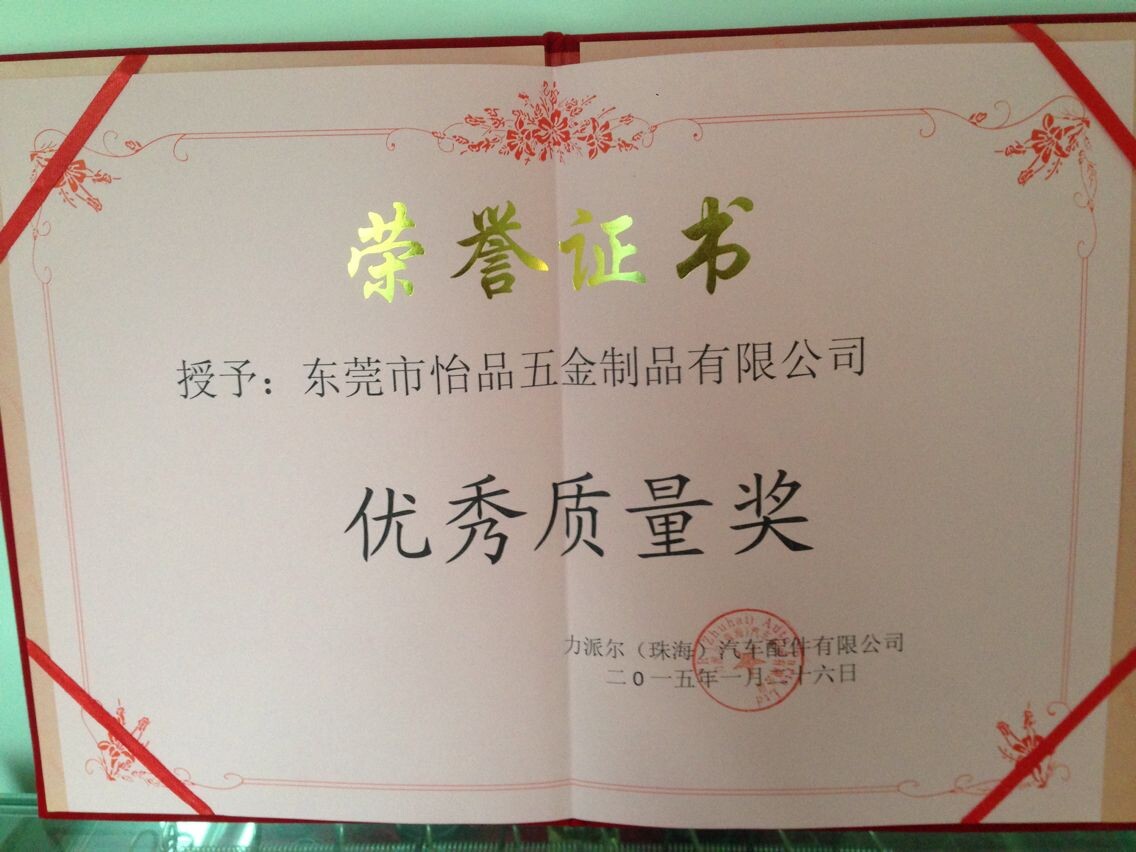 荣誉证书
授予：东莞市怡品五金制品有限公司
优秀质量奖
力派尔（珠海）汽车配件有限公司
二0一五年一月二十六日